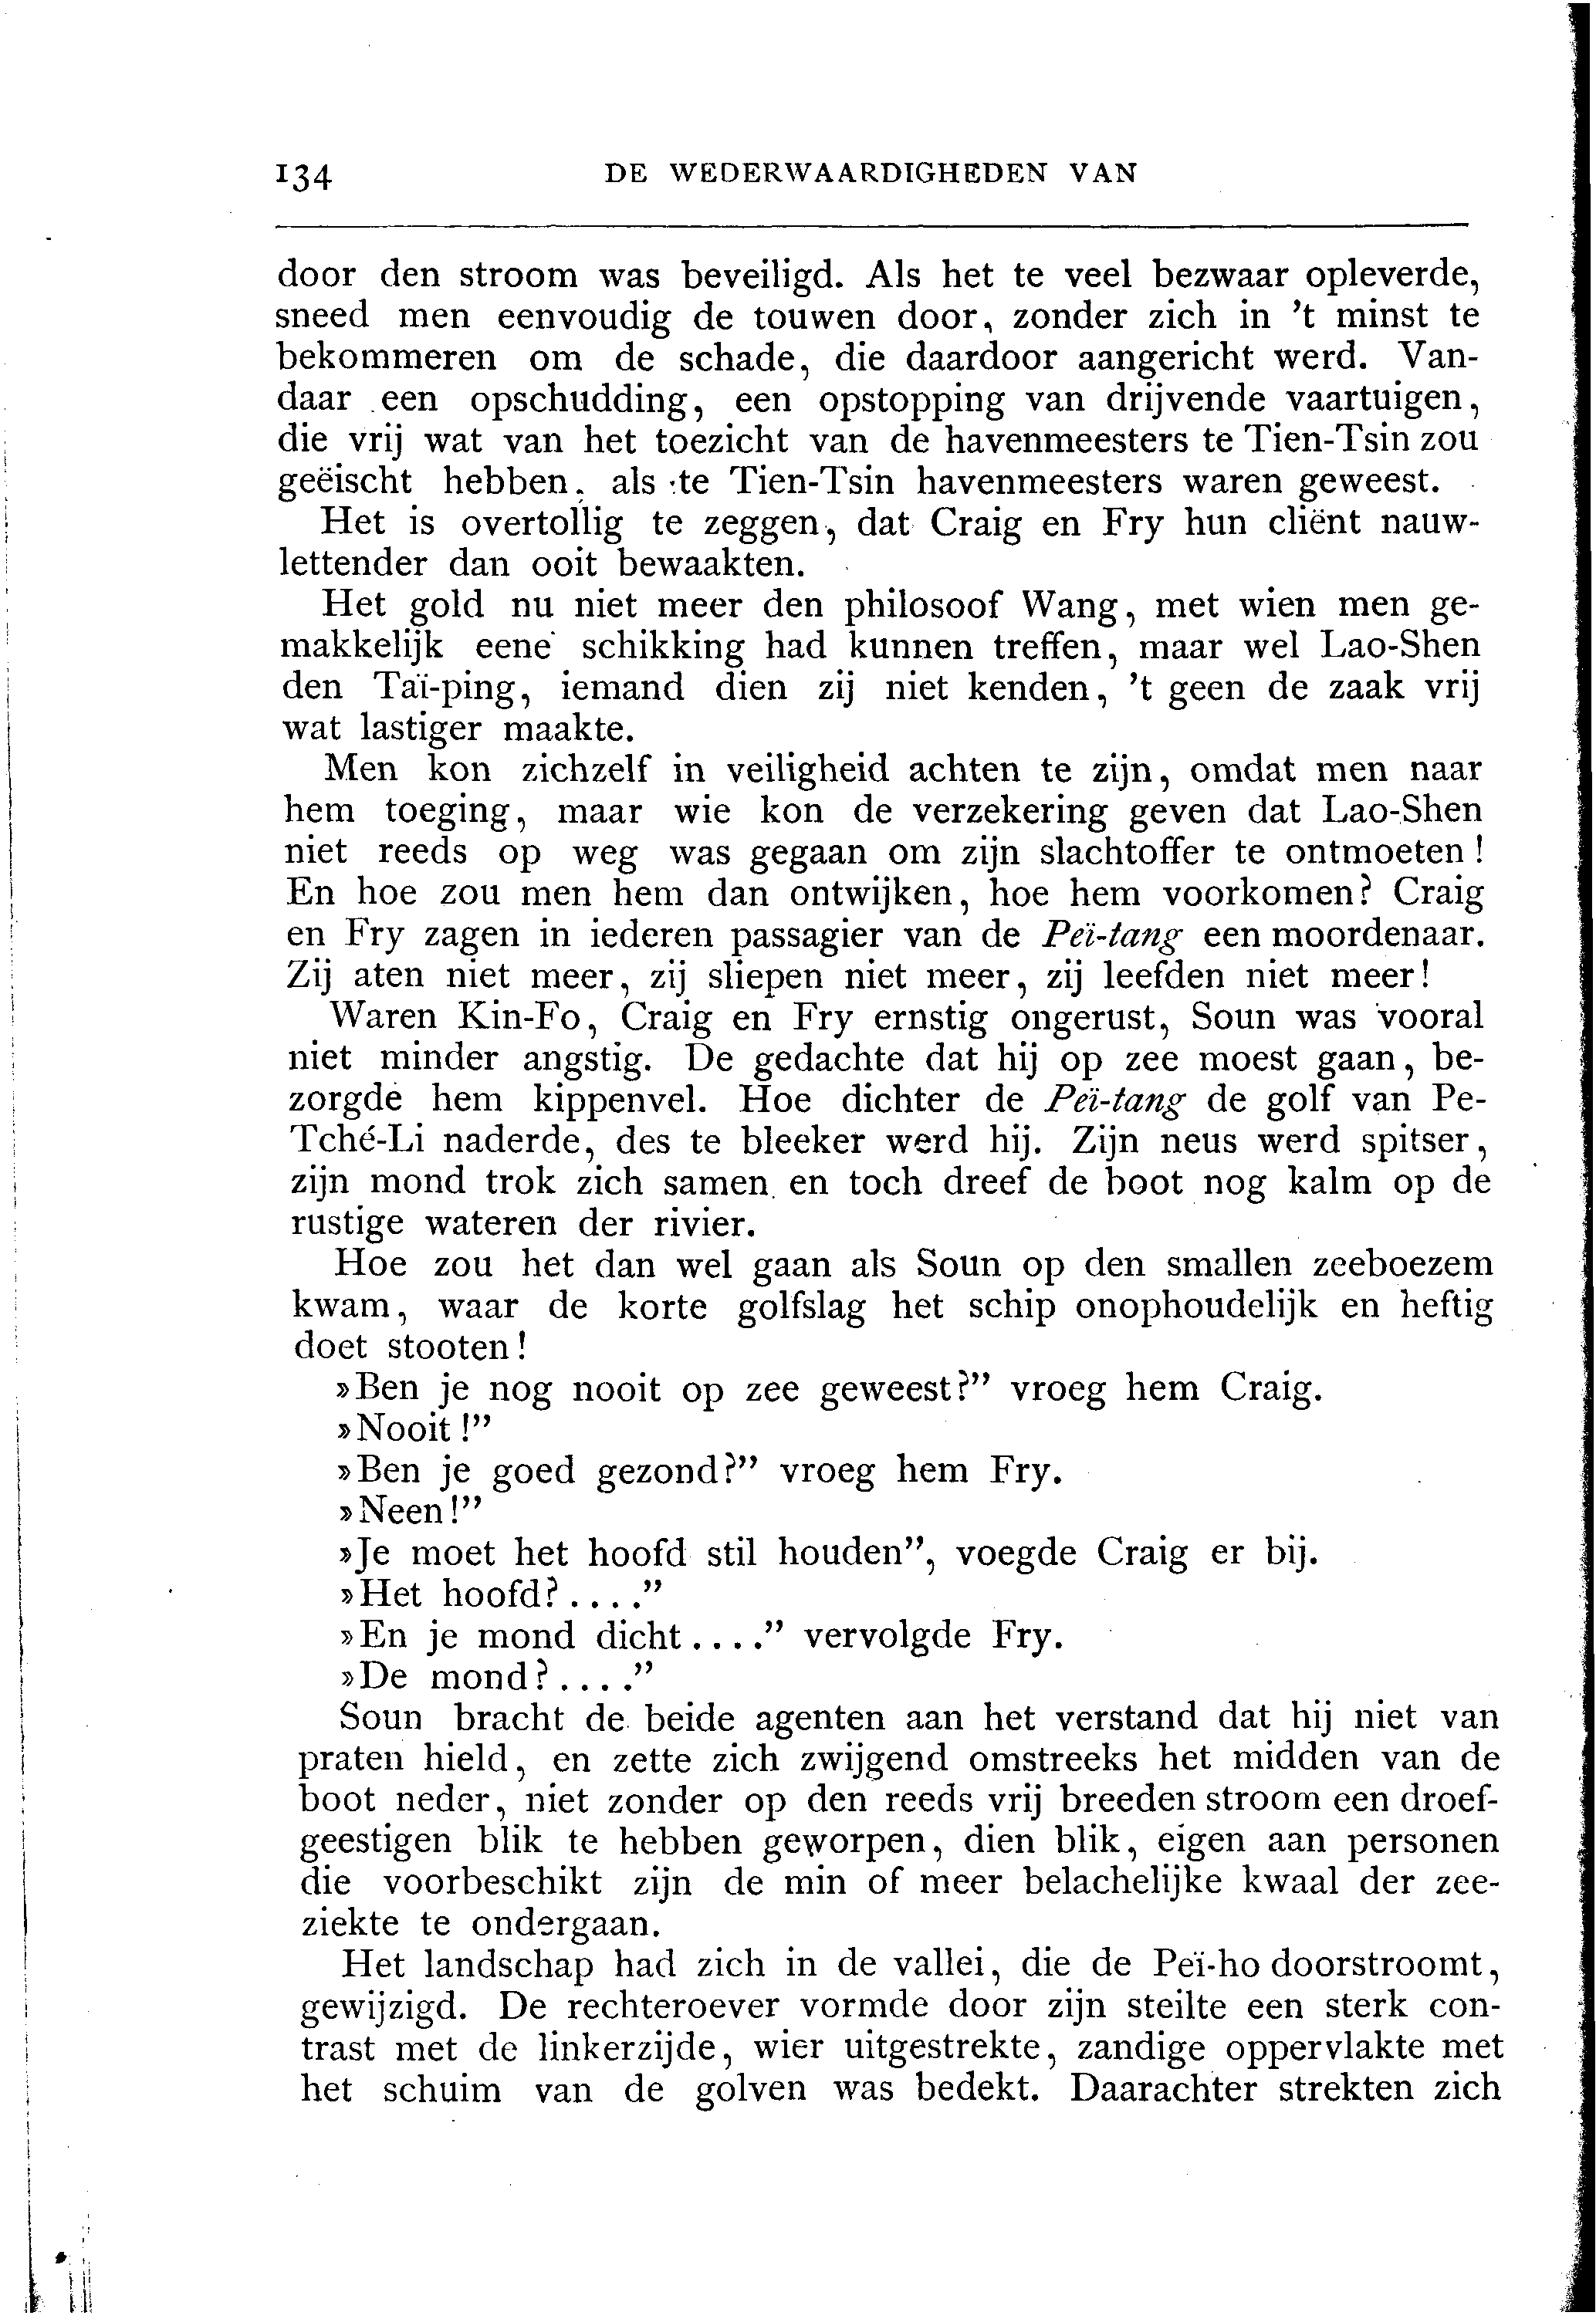 134 DE WEDERWAARDIGHEDEN VAN
door den stroom was beveiligd. Als het te veel bezwaar opleverde,
sneed men eenvoudig de touwen door, zonder zich in 't minst te
bekommeren om de schade, die daardoor aangericht werd. Van-
daar een opschudding, een opstopping van drijvende vaartuigen,
die vrij wat van het toezicht van de havenmeesters te Tien-Tsin zou
geëischt hebben, als te Tien-Tsin havenmeesters waren geweest.
Het is overtollig te zeggen, dat Craig en Fry hun cliënt nauw-
lettender dan ooit bewaakten.
Het gold nu niet meer den philosoof Wang, met wien men ge-
makkelijk eene schikking had kunnen treffen, maar wel Lao-Shen
den Taï-ping, iemand dien zij niet kenden, 't geen de zaak vrij
wat lastiger maakte.
Men kon zichzelf in veiligheid achten te zijn, omdat men naar
hem toeging, maar wie kon de verzekering geven dat Lao-Shen
niet reeds op weg was gegaan om zijn slachtoffer te ontmoeten!
En hoe zou men hem dan ontwijken, hoe hem voorkomen? Craig
en Fry zagen in iederen passagier van de Peï-tang een moordenaar.
Zij aten niet meer, zij sliepen niet meer, zij leefden niet meer!
Waren Kin-Fo, Craig en Fry ernstig ongerust, Soun was vooral
niet minder angstig. De gedachte dat hij op zee moest gaan, be-
zorgde hem kippenvel. Hoe dichter de Peï-tang de golf van Pe-
Tché-Li naderde, des te bleeker werd hij. Zijn neus werd spitser,
zijn mond trok zich samen en toch dreef de boot nog kalm op de
rustige wateren der rivier.
Hoe zou het dan wel gaan als Soun op den smallen zeeboezem
kwam, waar de korte golfslag het schip onophoudelijk en heftig
doet stooten!
»Ben je nog nooit op zee geweest?” vroeg hem Craig.
»Nooit!”
»Ben je goed gezond?” vroeg hem Fry.
»Neen!”
»Je moet het hoofd stil houden”, voegde Craig er bij.
»Het hoofd?....”
»En je mond dicht....” vervolgde Fry.
»De mond?....”
Soun bracht de beide agenten aan het verstand dat hij niet van
praten hield, en zette zich zwijgend omstreeks het midden van de
boot neder, niet zonder op den reeds vrij breeden stroom een droef-
geestigen blik te hebben geworpen, dien blik, eigen aan personen
die voorbeschikt zijn de min of meer belachelijke kwaal der zee-
ziekte te ondergaan.
Het landschap had zich in de vallei, die de Peï-ho doorstroomt,
gewijzigd. De rechteroever vormde door zijn steilte een sterk con-
trast met de linkerzijde, wier uitgestrekte, zandige oppervlakte met
het schuim van de golven was bedekt. Daarachter strekten zich